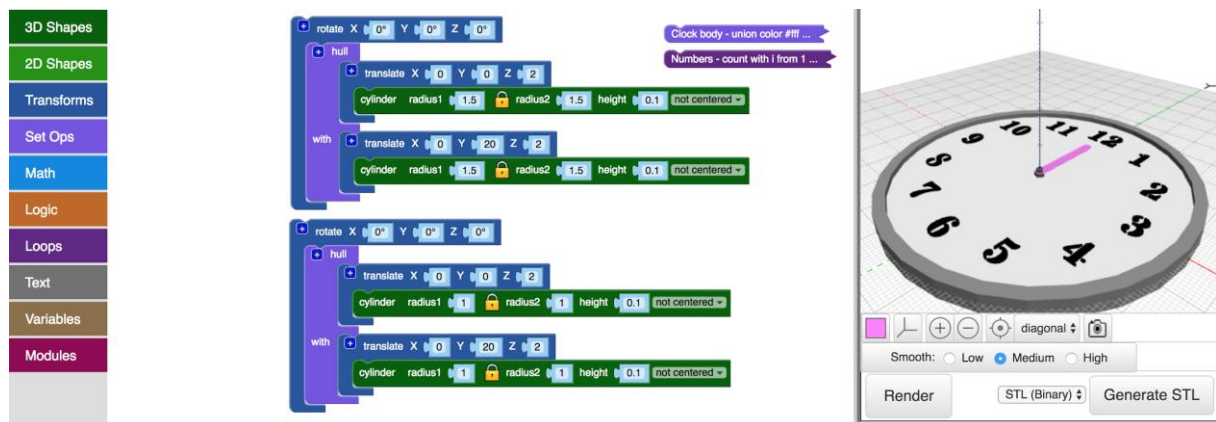 3D Shapes
2D Shapes
Transforms
Set Ops
Math
Logic
Loops
Text
Variables
Modules
rotate X 0° Y 0° Z 0°
hull
translate X 0 Y 0 Z 2
cylinder radius1 1.5 radius2 1.5 height 0.1 not centered
with translate X 0 Y 20 Z 2
cylinder radius1 1.5 radius2 1.5 height 0.1 not centered
rotate X 0° Y 0° Z 0°
hull
translate X 0 Y 0 Z 2
cylinder radius1 1 radius2 1 height 0.1 not centered
with translate X 0 Y 20 Z 2
cylinder radius1 1 radius2 1 height 0.1 not centered
Clock body - union color #fff ...
Numbers - count with i from 1 ...
12
1
2
3
4
5
6
7
8
9
10
11
diagonal
Smooth: Low Medium High
Render STL (Binary) Generate STL